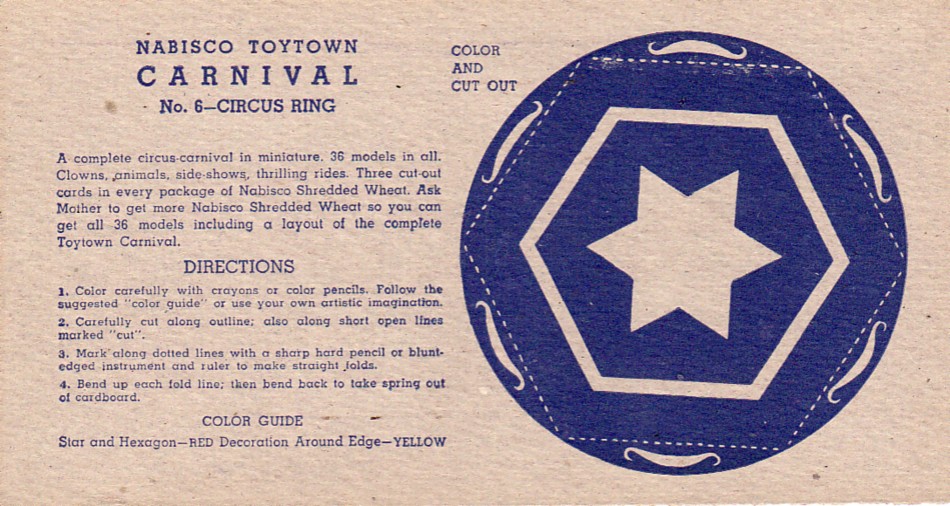 NABISCO TOYTOWN
CARNIVAL
No. 6—CIRCUS RING
COLOR
AND
CUT OUT
A complete circus-carnival in miniature. 36 models in all.
Clowns, animals, side-shows, thrilling rides. Three cut-out
cards in every package of Nabisco Shredded Wheat. Ask
Mother to get more Nabisco Shredded Wheat so you can
get all 36 models including a layout of the complete
Toytown Carnival.
DIRECTIONS
1. Color carefully with crayons or color pencils. Follow the
suggested "color guide" or use your own artistic imagination.
2. Carefully cut along outline; also along short open lines
marked "cut".
3. Mark along dotted lines with a sharp hard pencil or blunt-
edged instrument and ruler to make straight folds.
4. Bend up each fold line; then bend back to take spring out
of cardboard.
COLOR GUIDE
Star and Hexagon—RED Decoration Around Edge—YELLOW